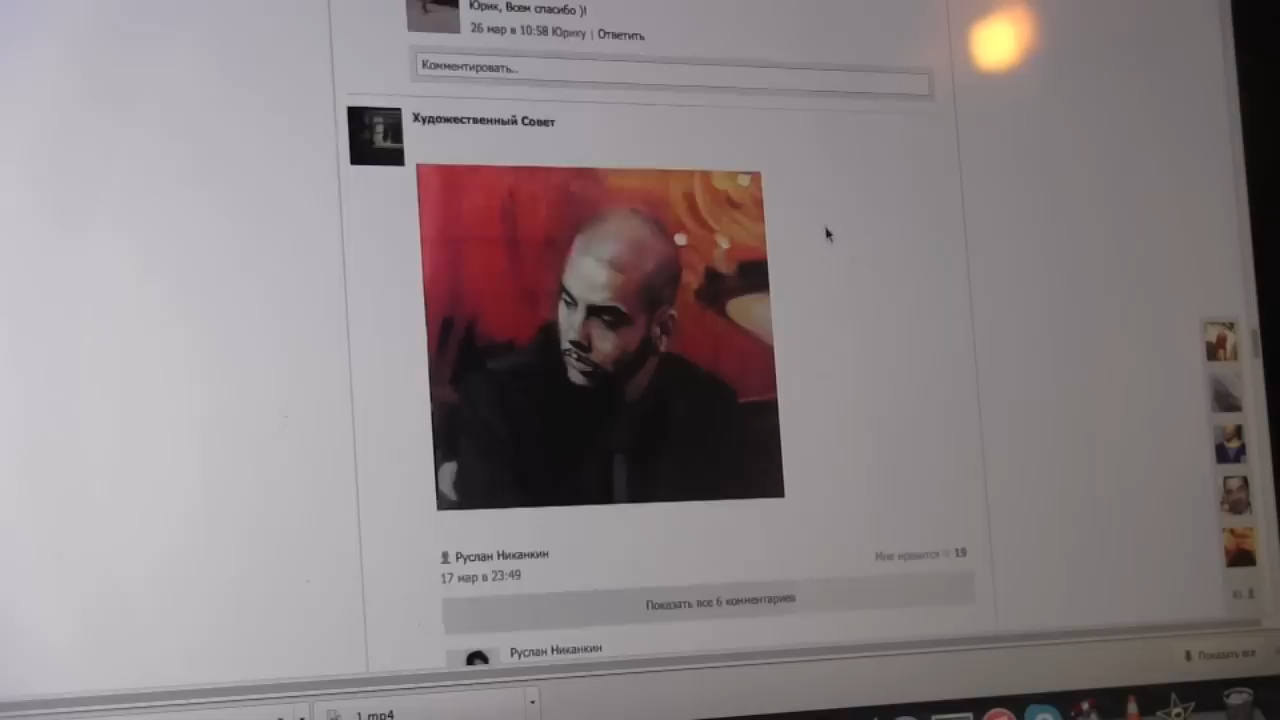 Юрик, Всем спасибо )!
26 мар в 10:58 Юрику | Ответить
Комментировать..
Художественный Совет
Руслан Никанкин
Мне нравится 19
17 мар в 23:49
Показать все 6 комментариев
Руслан Никанкин
Показать все
1.mp4